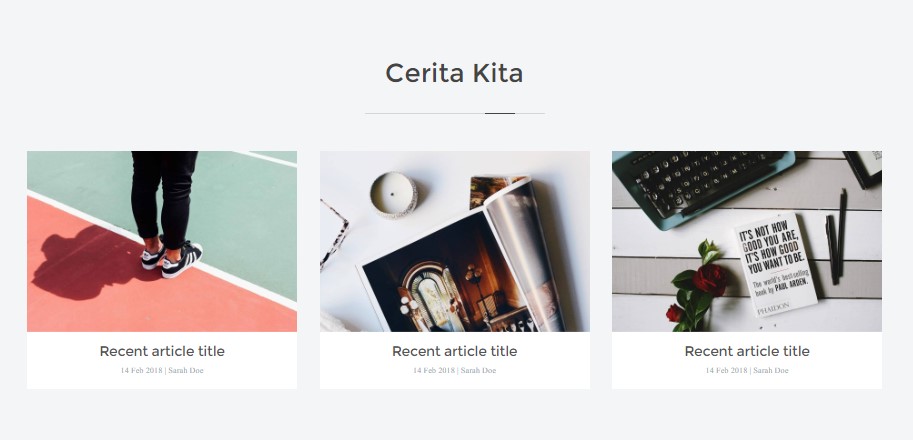 Cerita Kita
IT'S NOT HOW
GOOD YOU ARE,
IT'S HOW GOOD
YOU WANT TO BE.
The world's best-selling
book by PAUL ARDEN.
PHAIDON
Recent article title
14 Feb 2018 | Sarah Doe
Recent article title
14 Feb 2018 | Sarah Doe
Recent article title
14 Feb 2018 | Sarah Doe